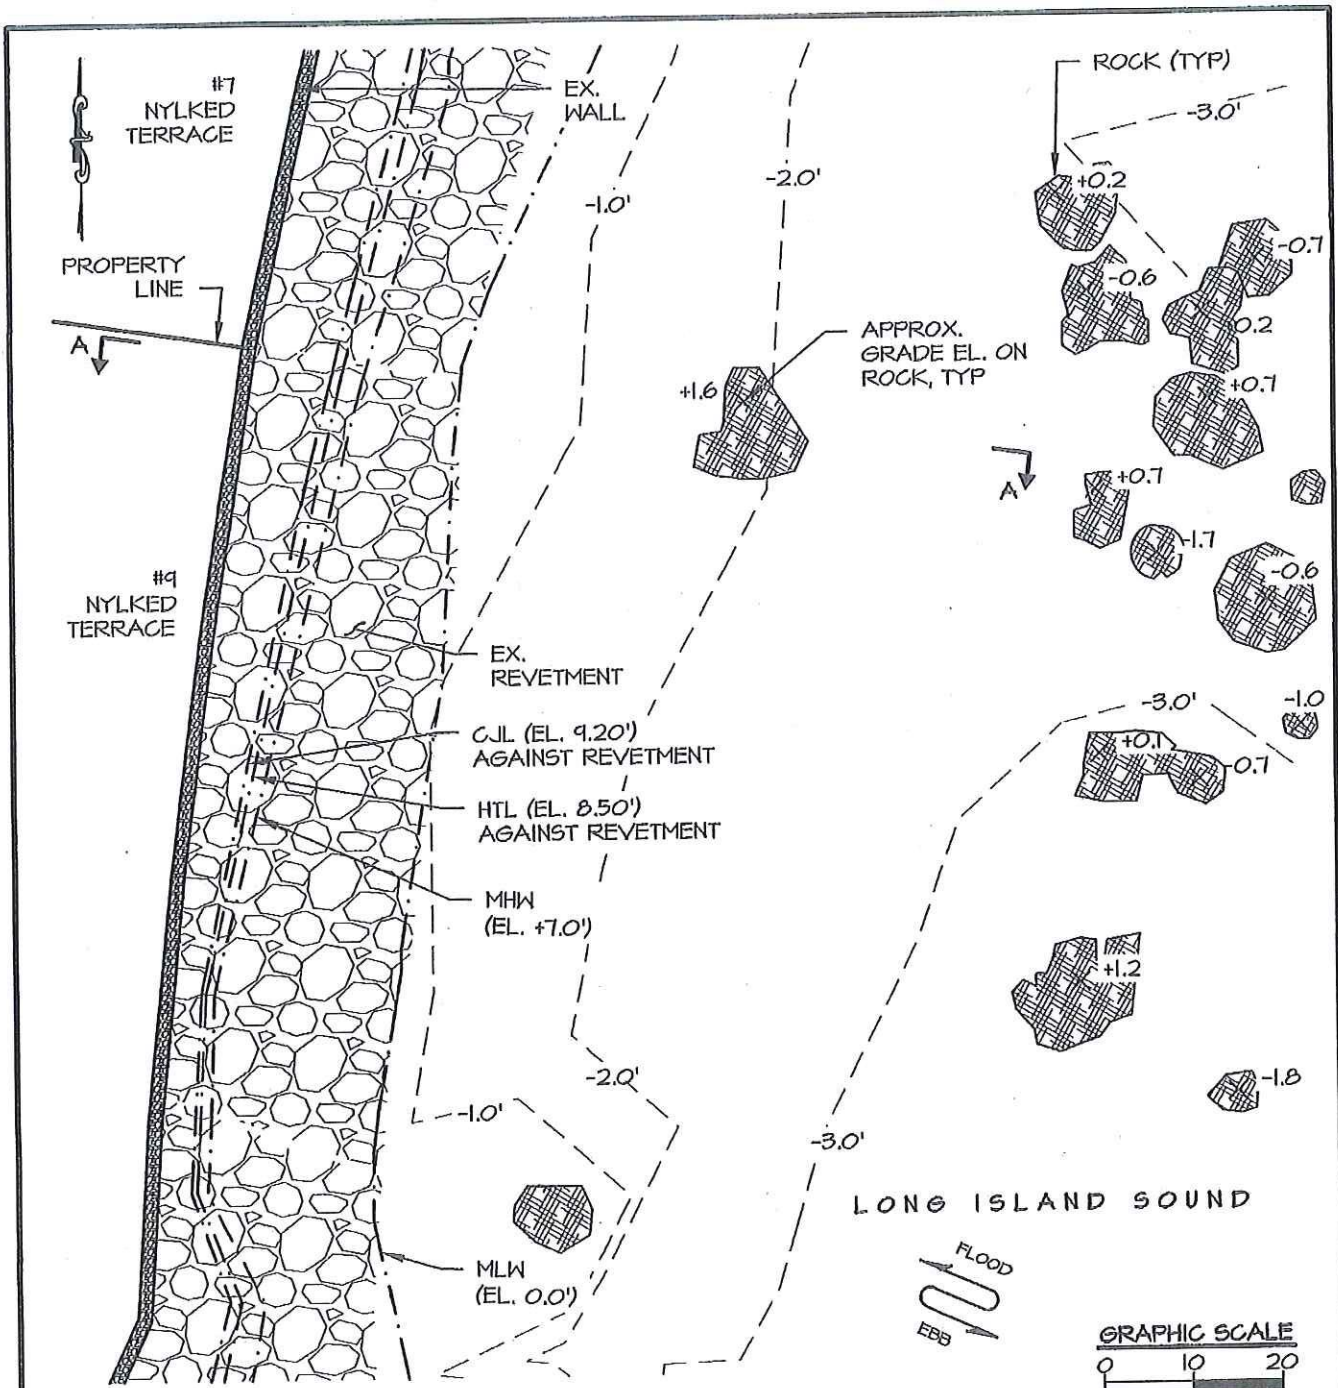 #7
NYLKED
TERRACE
EX.
WALL
ROCK (TYP)
-3.0'
-2.0'
-1.0'
+0.2
-0.7
-0.6
0.2
PROPERTY
LINE
A
APPROX.
GRADE EL. ON
ROCK, TYP
+1.6
+0.7
A
+0.7
-1.7
-0.6
#9
NYLKED
TERRACE
EX.
REVETMENT
-3.0'
-1.0
+0.1
-0.7
CJL (EL. 9.20')
AGAINST REVETMENT
HTL (EL. 8.50')
AGAINST REVETMENT
MHW
(EL. +7.0')
+1.2
-2.0'
-1.8
-1.0'
-3.0'
LONG ISLAND SOUND
MLW
(EL. 0.0')
FLOOD
EBB
GRAPHIC SCALE
0 10 20